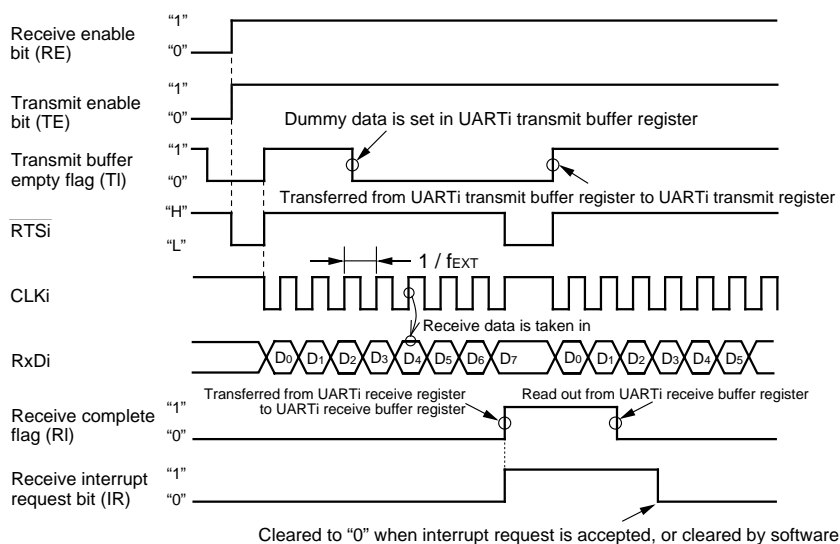 Receive enable
bit (RE)
“1”
“0”
Transmit enable
bit (TE)
“1”
“0”
Dummy data is set in UARTi transmit buffer register
Transmit buffer
empty flag (TI)
“1”
“0”
Transferred from UARTi transmit buffer register to UARTi transmit register
RTSi
“H”
“L”
1 / fEXT
CLKi
Receive data is taken in
RxDi
D0 D1 D2 D3 D4 D5 D6 D7 D0 D1 D2 D3 D4 D5
Transferred from UARTi receive register
to UARTi receive buffer register
Read out from UARTi receive buffer register
Receive complete
flag (RI)
“1”
“0”
Receive interrupt
request bit (IR)
“1”
“0”
Cleared to “0” when interrupt request is accepted, or cleared by software